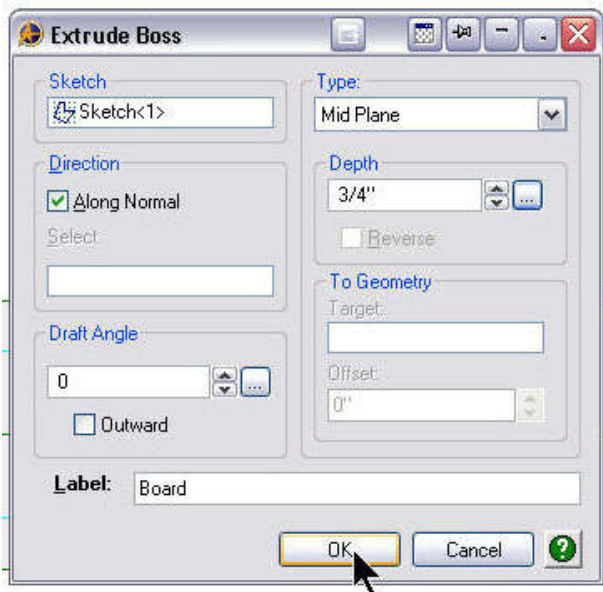 Extrude Boss
Sketch
Sketch<1>
Direction
Along Normal
Select
Draft Angle
0
...
Outward
Type:
Mid Plane
Depth
3/4"
...
Reverse
To Geometry
Target:
Offset:
0"
Label: Board
OK Cancel ?